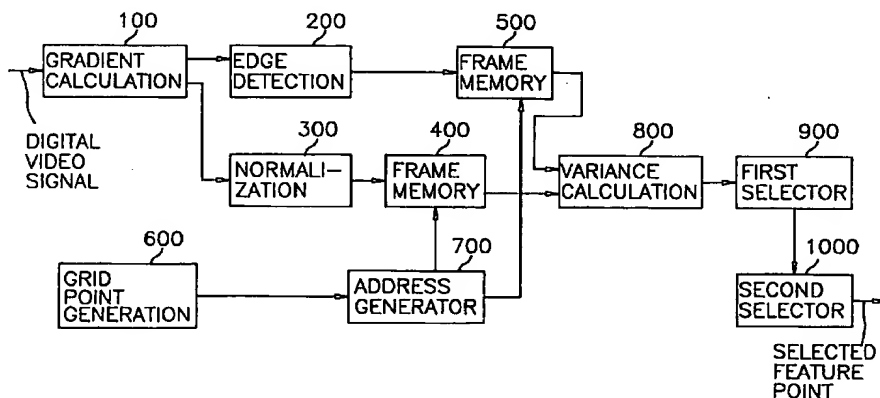 100
GRADIENT
CALCULATION
200
EDGE
DETECTION
500
FRAME
MEMORY
DIGITAL
VIDEO
SIGNAL
300
NORMALI-
ZATION
400
FRAME
MEMORY
800
VARIANCE
CALCULATION
900
FIRST
SELECTOR
600
GRID
POINT
GENERATION
700
ADDRESS
GENERATOR
1000
SECOND
SELECTOR
SELECTED
FEATURE
POINT